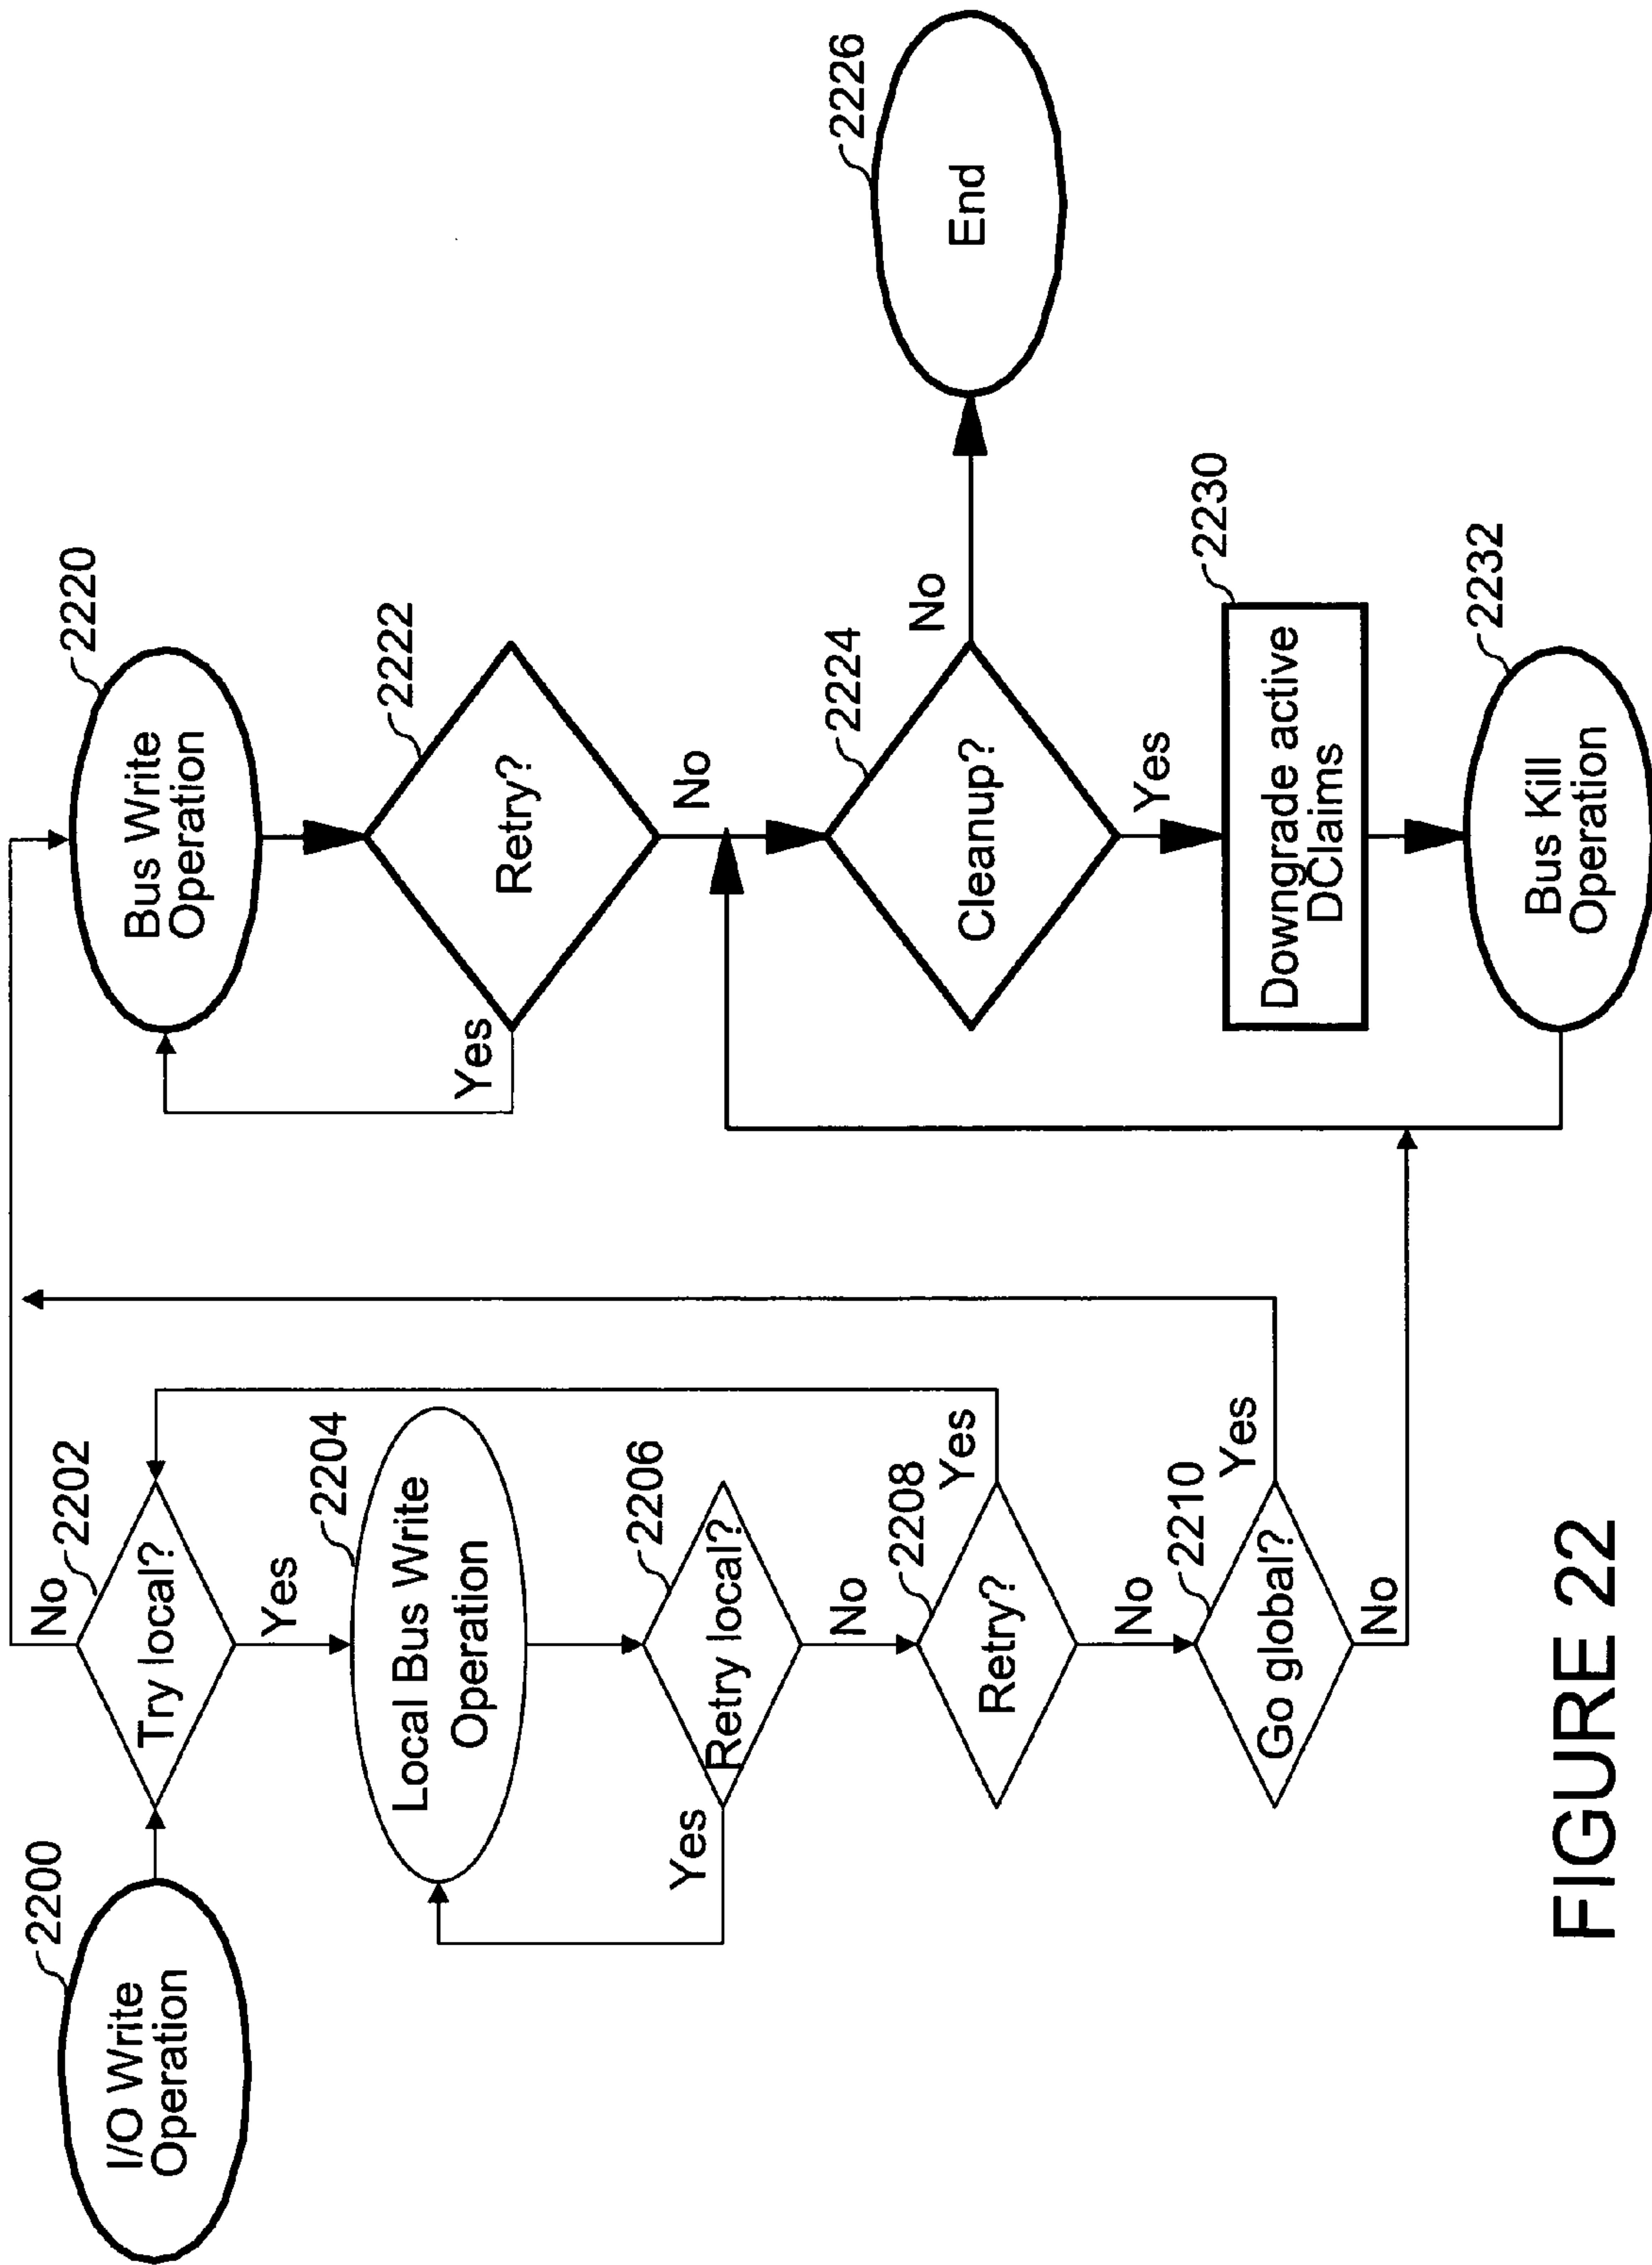 2200
I/O Write
Operation
No
2202
Try local?
Yes
2204
Local Bus Write
Operation
2206
Retry local?
Yes
No
2208
Retry?
Yes
No
2210
Go global?
Yes
No
2220
Bus Write
Operation
2222
Retry?
Yes
No
2224
Cleanup?
No
2226
End
Yes
2230
Downgrade active
DClaims
2232
Bus Kill
Operation
FIGURE 22